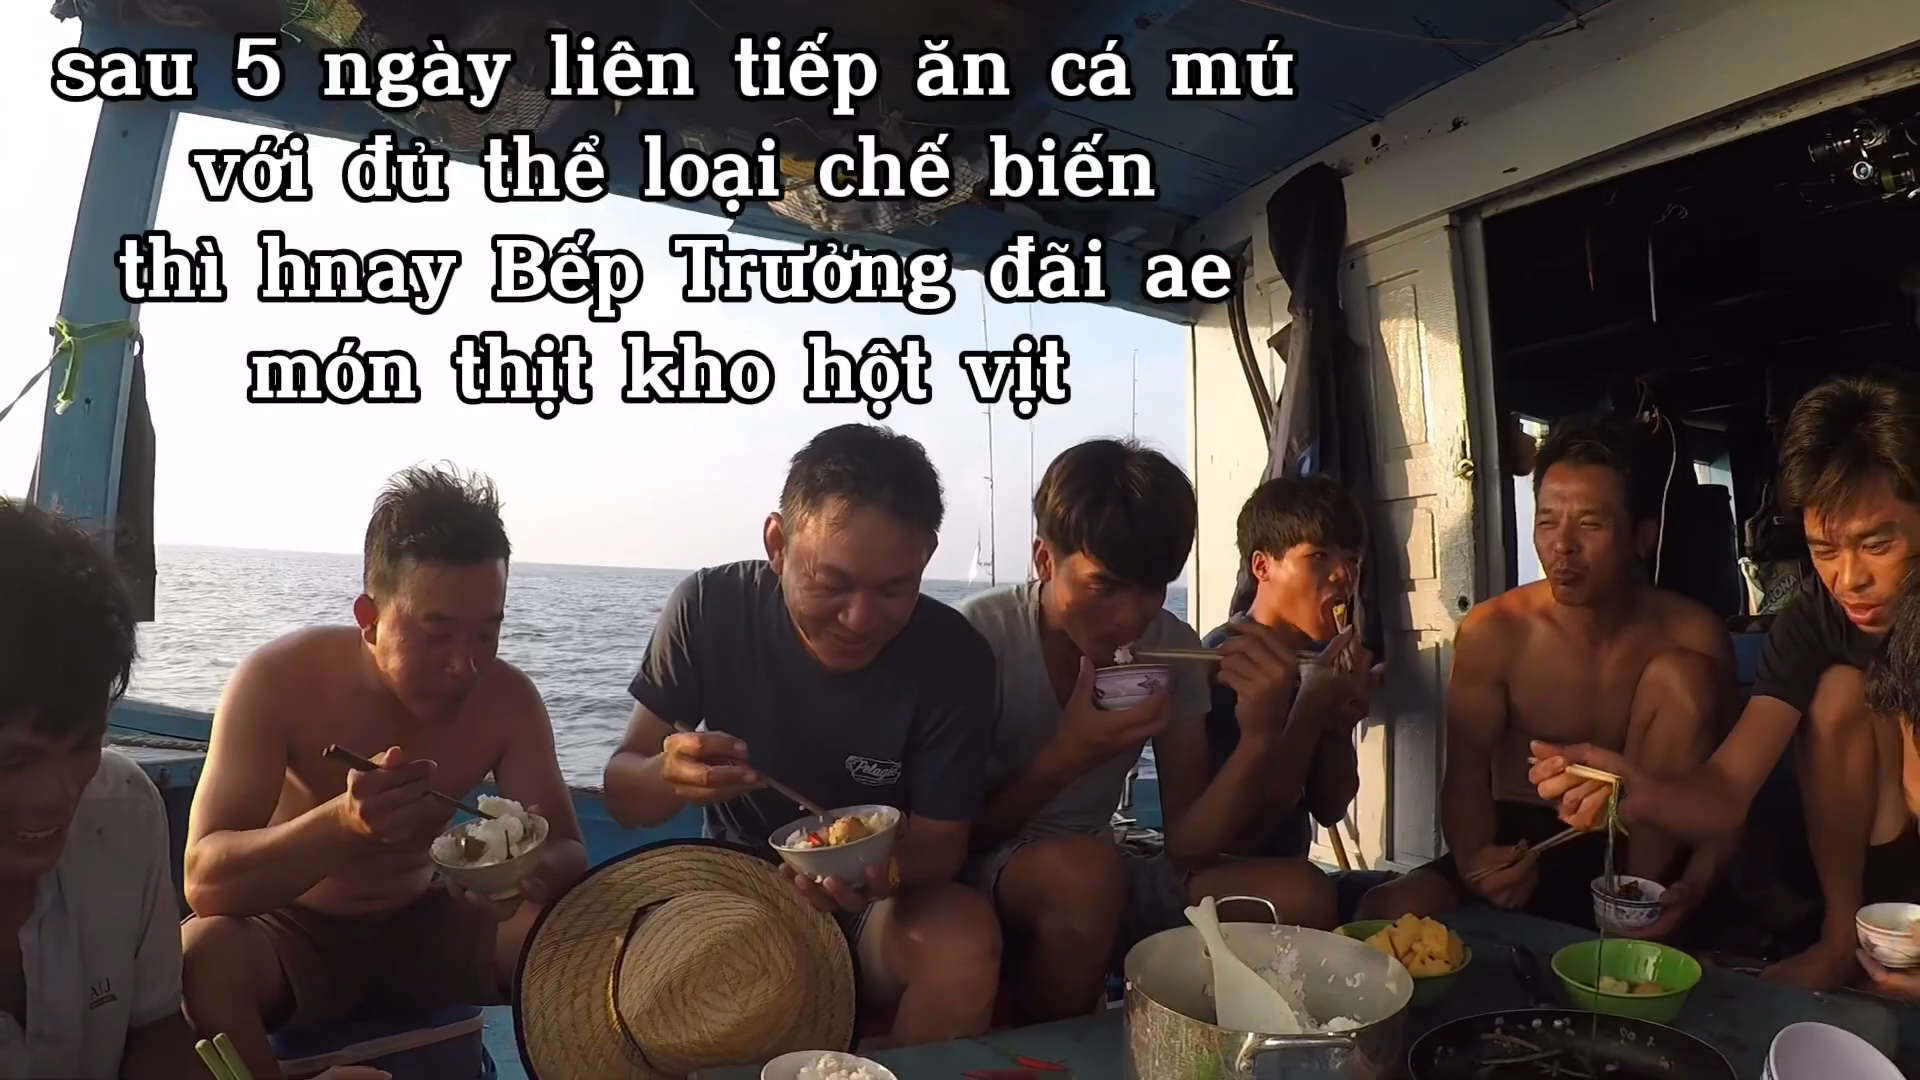 sau 5 ngày liên tiếp ăn cá mú
với đủ thể loại chế biến
thì hnay Bếp Trưởng đãi ae
món thịt kho hột vịt
Pelagic